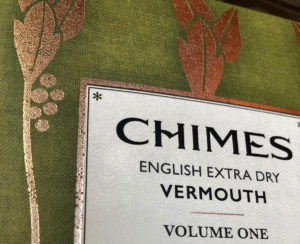 CHIMES
ENGLISH EXTRA DRY
VERMOUTH
VOLUME ONE